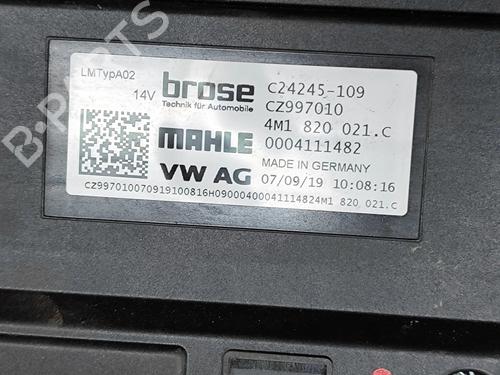 LMTypA02
14V
brose
Technik für Automobile
C24245-109
CZ997010
MAHLE
4M1 820 021.C
0004111482
VW AG
MADE IN GERMANY
07/09/19 10:08:16
CZ99701007091910081​6H09000400041114824M1 820 021.C
B-PARTS